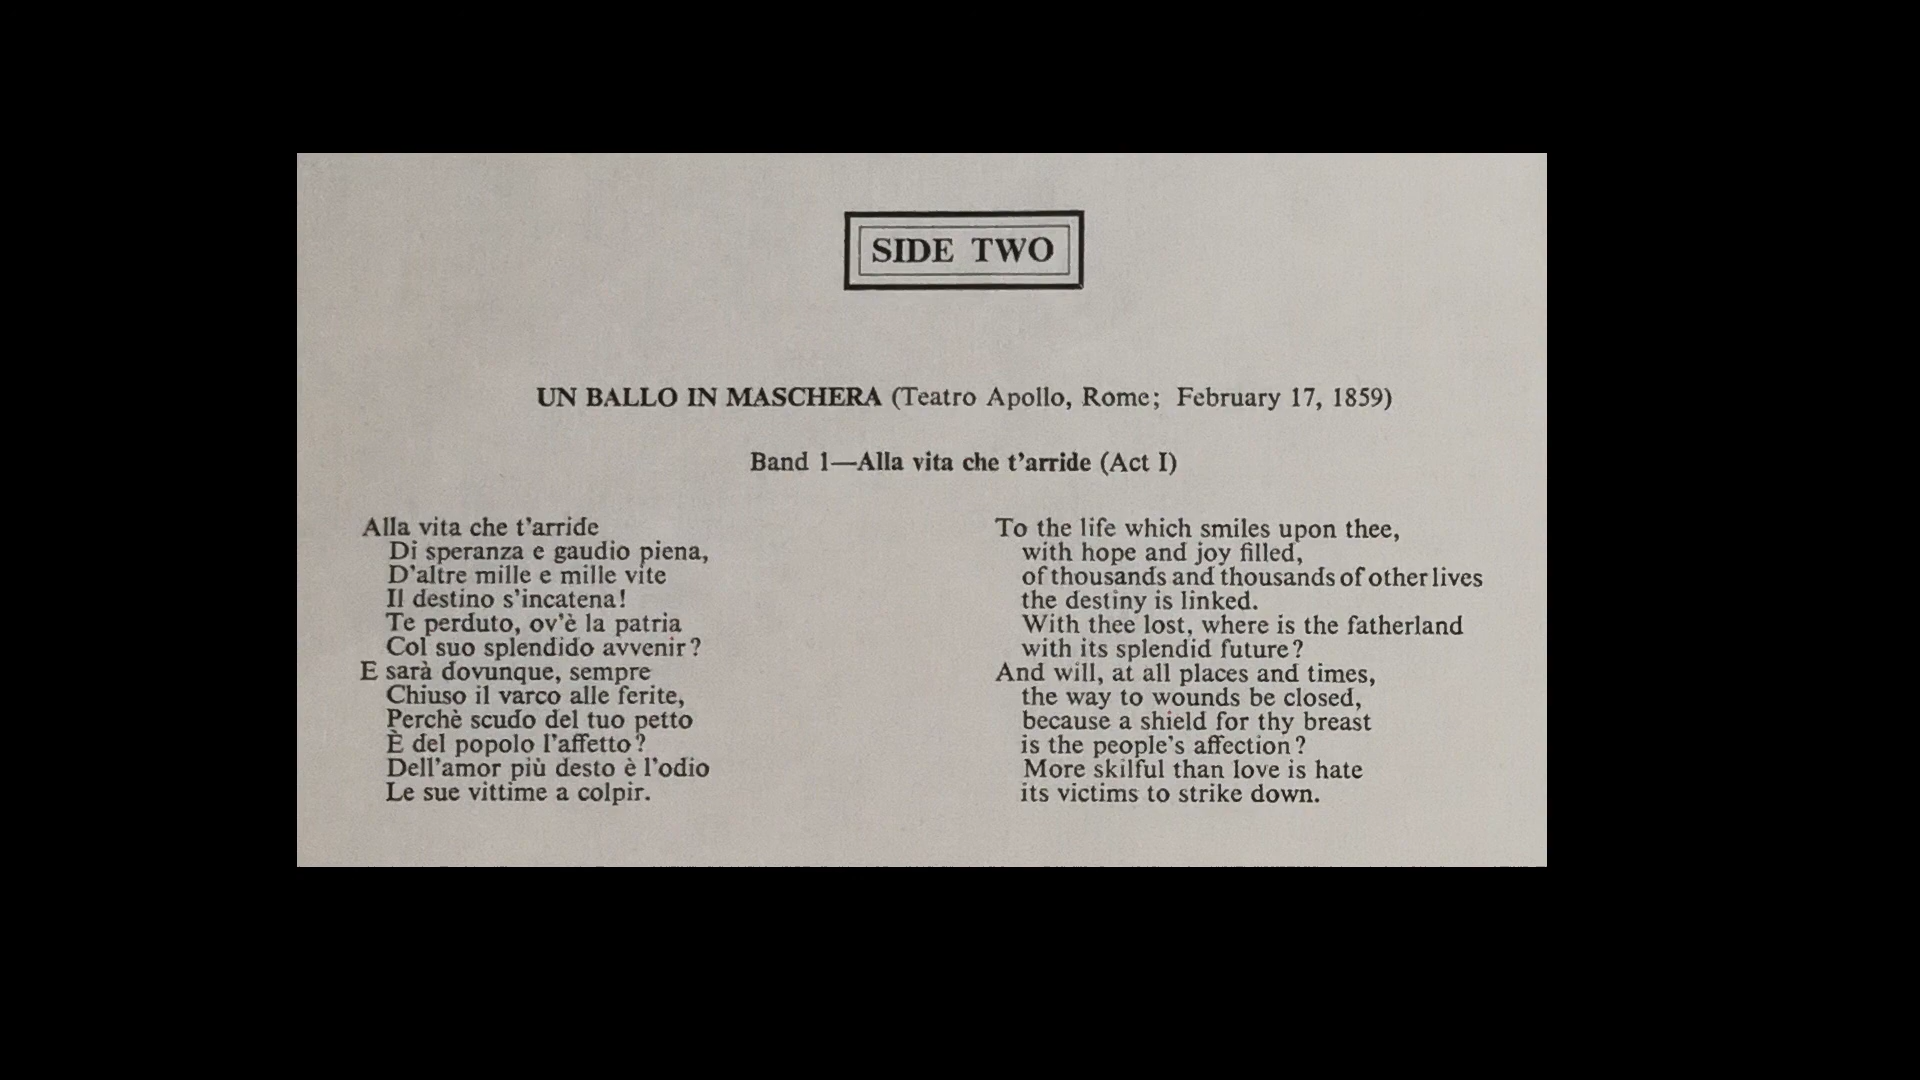 SIDE TWO
UN BALLO IN MASCHERA (Teatro Apollo, Rome; February 17, 1859)
Band 1—Alla vita che t'arride (Act I)
Alla vita che t'arride
Di speranza e gaudio piena,
D'altre mille e mille vite
Il destino s'incatena!
Te perduto, ov'è la patria
Col suo splendido avvenir?
E sarà dovunque, sempre
Chiuso il varco alle ferite,
Perchè scudo del tuo petto
È del popolo l'affetto?
Dell'amor più desto è l'odio
Le sue vittime a colpir.
To the life which smiles upon thee,
with hope and joy filled,
of thousands and thousands of other lives
the destiny is linked.
With thee lost, where is the fatherland
with its splendid future?
And will, at all places and times,
the way to wounds be closed,
because a shield for thy breast
is the people's affection?
More skilful than love is hate
its victims to strike down.